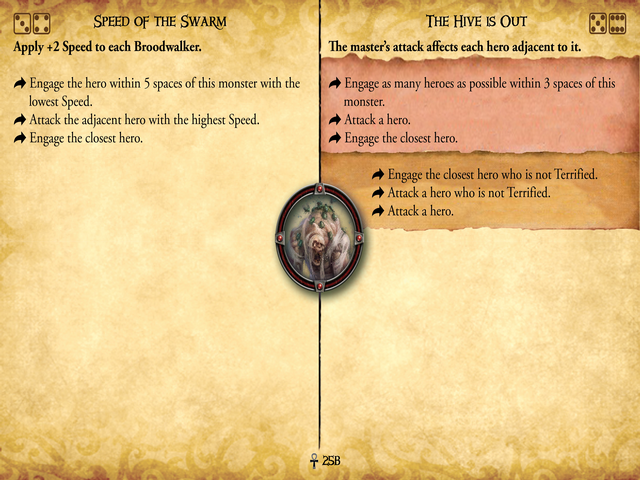 SPEED OF THE SWARM
Apply +2 Speed to each Broodwalker.
Engage the hero within 5 spaces of this monster with the
lowest Speed.
Attack the adjacent hero with the highest Speed.
Engage the closest hero.
THE HIVE IS OUT
The master's attack affects each hero adjacent to it.
Engage as many heroes as possible within 3 spaces of this
monster.
Attack a hero.
Engage the closest hero.
Engage the closest hero who is not Terrified.
Attack a hero who is not Terrified.
Attack a hero.
25B